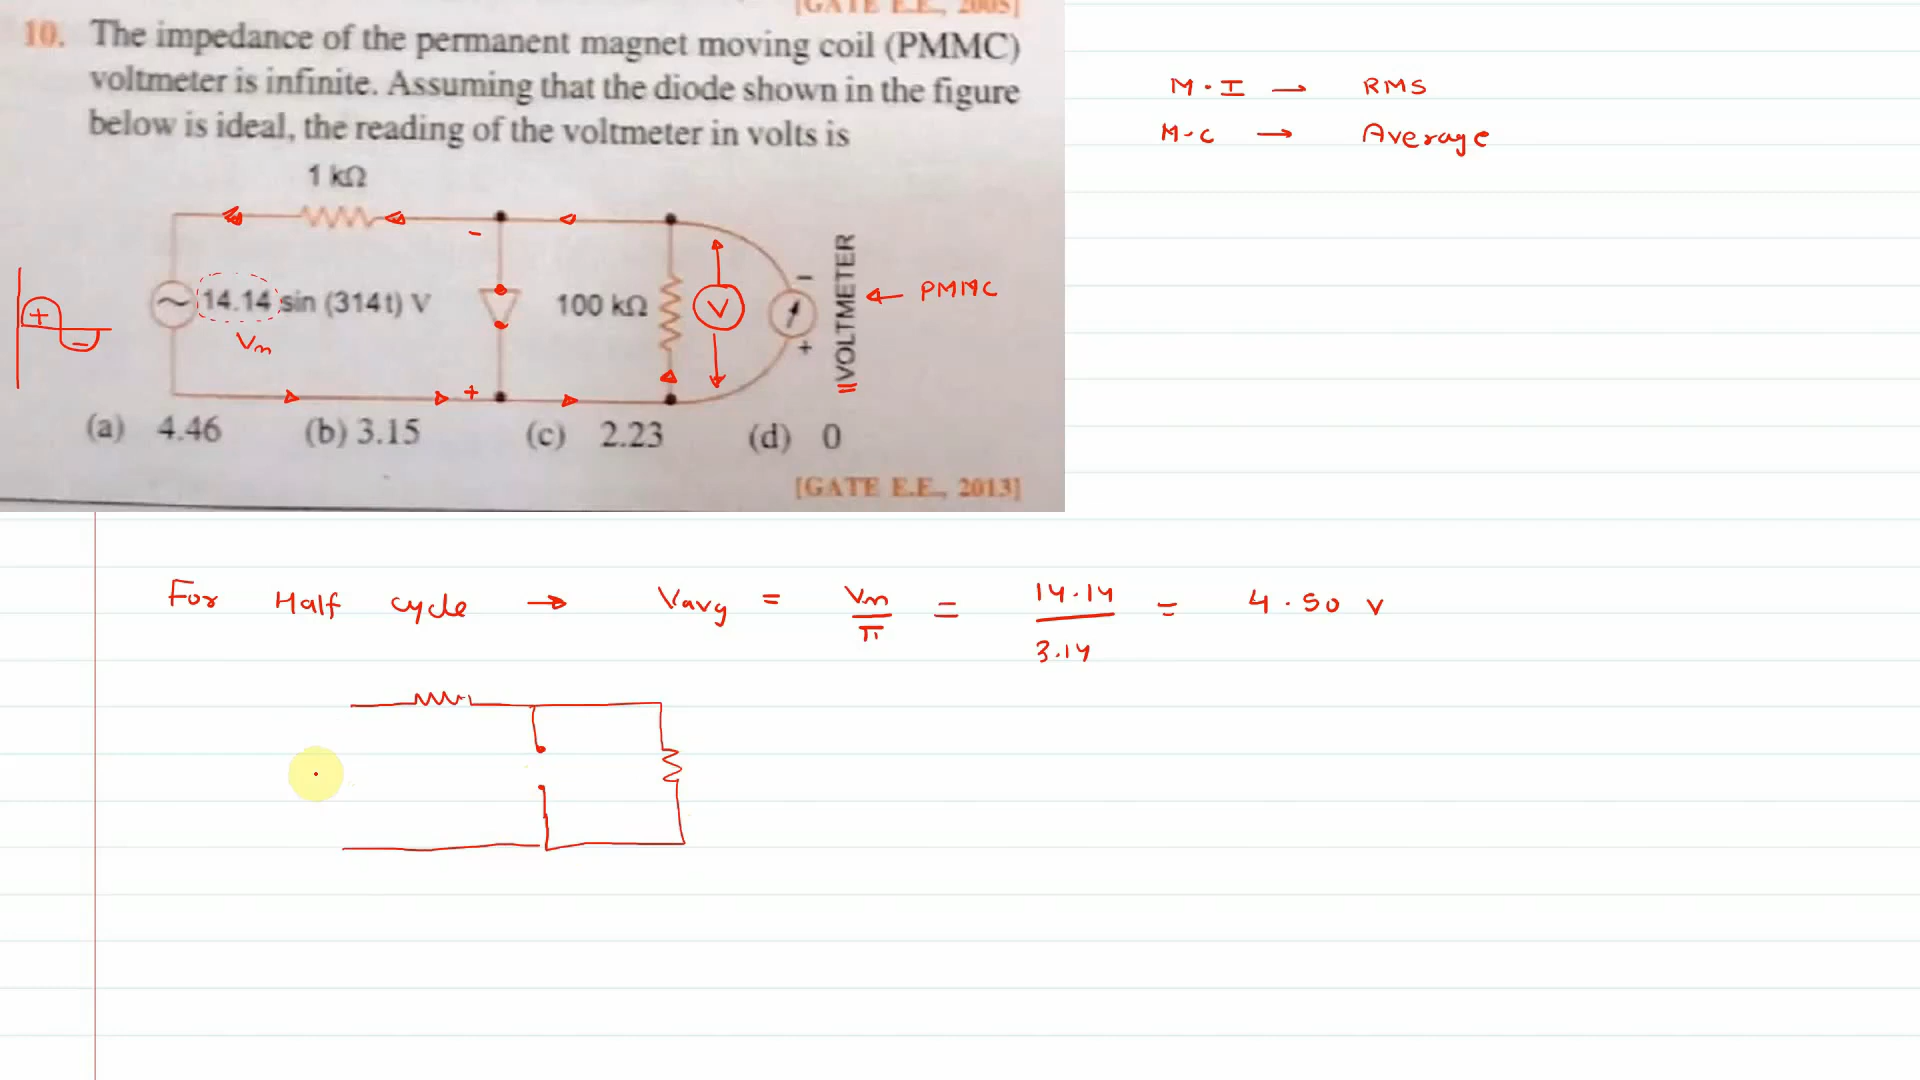 [GATE E.E., 2005]
10. The impedance of the permanent magnet moving coil (PMMC)
voltmeter is infinite. Assuming that the diode shown in the figure
below is ideal, the reading of the voltmeter in volts is
1 kΩ
14.14 sin (314t) V
100 kΩ
VOLTMETER
Vm
+
-
-
+
V
-
+
← PMMC
(a) 4.46 (b) 3.15 (c) 2.23 (d) 0
[GATE E.E., 2013]
M.I → RMS
M.C → Average
For Half cycle → Vavg = Vm/π = 14.14/3.14 = 4.50 V